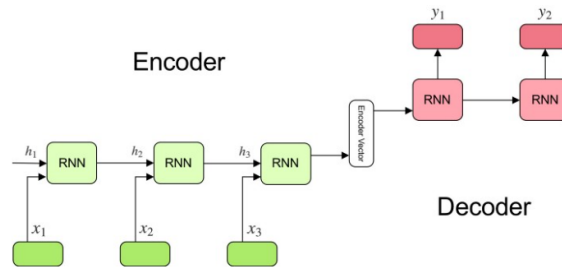 y₁
y₂
Encoder
RNN
RNN
Encoder Vector
h₁
RNN
h₂
RNN
h₃
RNN
x₁
x₂
x₃
Decoder